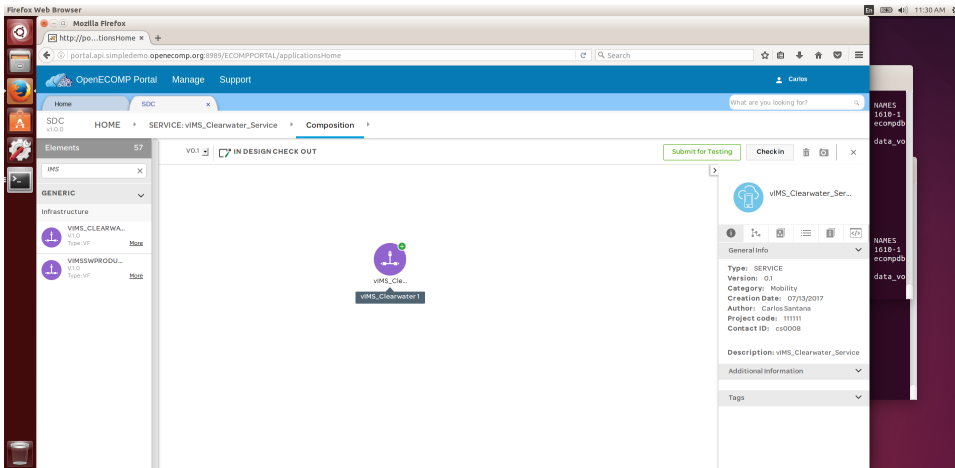 Firefox Web Browser
En
11:30 AM
Mozilla Firefox
http://po...tionsHome ×
portal.api.simpledemo.openecomp.org:8989/ECOMPPORTAL/applicationsHome
Search
OpenECOMP Portal Manage Support
Carlos
Home
SDC ×
What are you looking for?
SDC
v1.0.0
HOME
SERVICE: vIMS_Clearwater_Service
Composition
Elements 57
IMS
GENERIC
Infrastructure
VIMS_CLEARWA...
V.1.0
Type: VF More
VIMSSWPRODU...
V.1.0
Type: VF More
V0.1
IN DESIGN CHECK OUT
Submit for Testing
Check in
vIMS_Cle...
vIMS_Clearwater 1
vIMS_Clearwater_Ser...
General Info
Type: SERVICE
Version: 0.1
Category: Mobility
Creation Date: 07/13/2017
Author: Carlos Santana
Project code: 111111
Contact ID: cs0008
Description: vIMS_Clearwater_Service
Additional Information
Tags
NAMES
1610-1
ecompdb
data_vo
NAMES
1610-1
ecompdb
data_vo